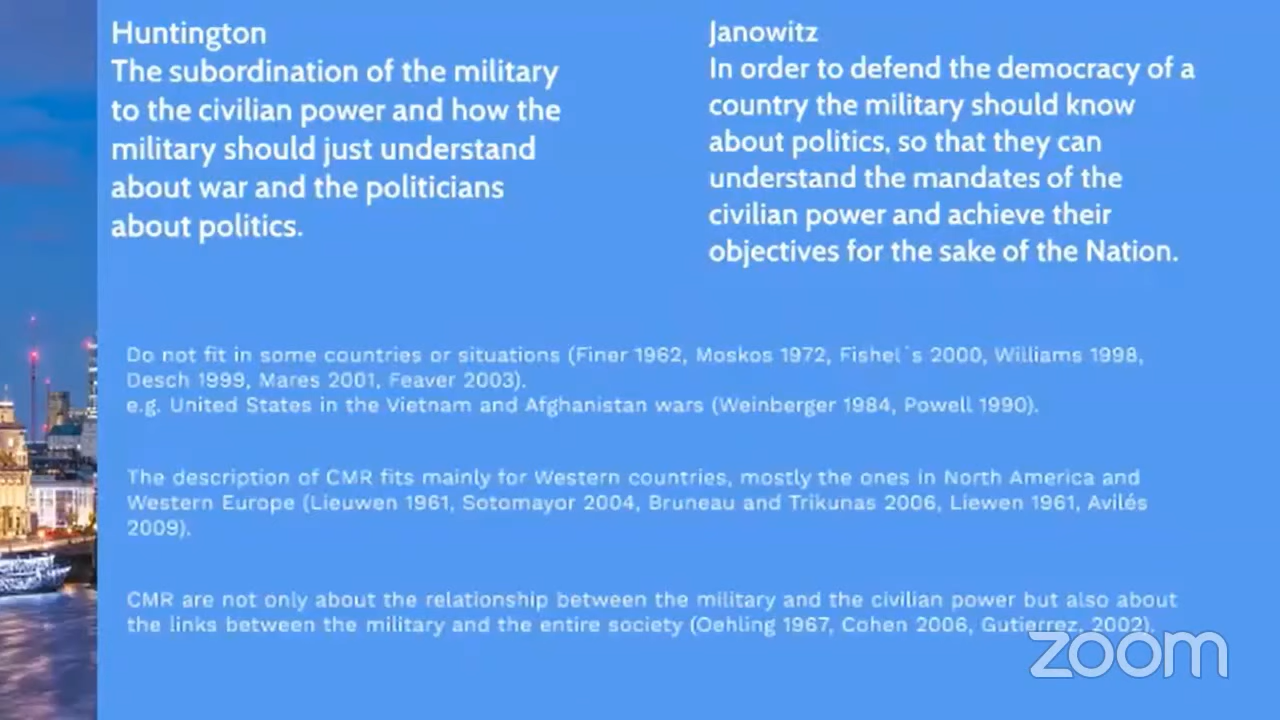 Huntington
The subordination of the military
to the civilian power and how the
military should just understand
about war and the politicians
about politics.
Janowitz
In order to defend the democracy of a
country the military should know
about politics, so that they can
understand the mandates of the
civilian power and achieve their
objectives for the sake of the Nation.
Do not fit in some countries or situations (Finer 1962, Moskos 1972, Fishel´s 2000, Williams 1998,
Desch 1999, Mares 2001, Feaver 2003).
e.g. United States in the Vietnam and Afghanistan wars (Weinberger 1984, Powell 1990).
The description of CMR fits mainly for Western countries, mostly the ones in North America and
Western Europe (Lieuwen 1961, Sotomayor 2004, Bruneau and Trikunas 2006, Liewen 1961, Avilés
2009).
CMR are not only about the relationship between the military and the civilian power but also about
the links between the military and the entire society (Oehling 1967, Cohen 2006, Gutierrez, 2002).
zoom